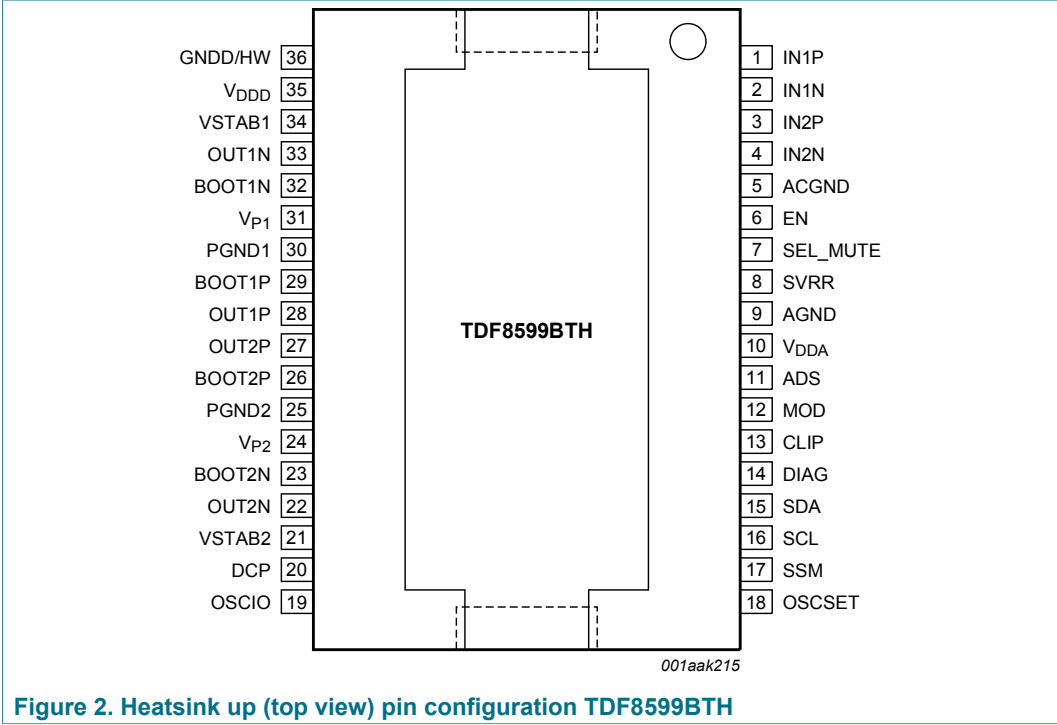 GNDD/HW 36
VDDD 35
VSTAB1 34
OUT1N 33
BOOT1N 32
VP1 31
PGND1 30
BOOT1P 29
OUT1P 28
OUT2P 27
BOOT2P 26
PGND2 25
VP2 24
BOOT2N 23
OUT2N 22
VSTAB2 21
DCP 20
OSCIO 19
TDF8599BTH
1 IN1P
2 IN1N
3 IN2P
4 IN2N
5 ACGND
6 EN
7 SEL_MUTE
8 SVRR
9 AGND
10 VDDA
11 ADS
12 MOD
13 CLIP
14 DIAG
15 SDA
16 SCL
17 SSM
18 OSCSET
001aak215
Figure 2. Heatsink up (top view) pin configuration TDF8599BTH